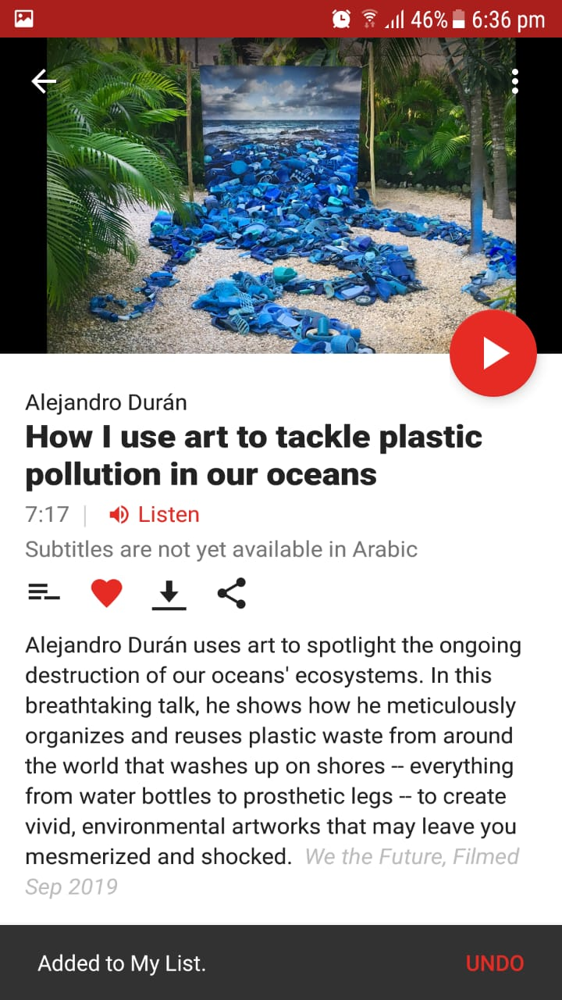 46% 6:36 pm
Alejandro Durán
How I use art to tackle plastic
pollution in our oceans
7:17 | Listen
Subtitles are not yet available in Arabic
Alejandro Durán uses art to spotlight the ongoing
destruction of our oceans' ecosystems. In this
breathtaking talk, he shows how he meticulously
organizes and reuses plastic waste from around
the world that washes up on shores -- everything
from water bottles to prosthetic legs -- to create
vivid, environmental artworks that may leave you
mesmerized and shocked. We the Future, Filmed
Sep 2019
Added to My List. UNDO